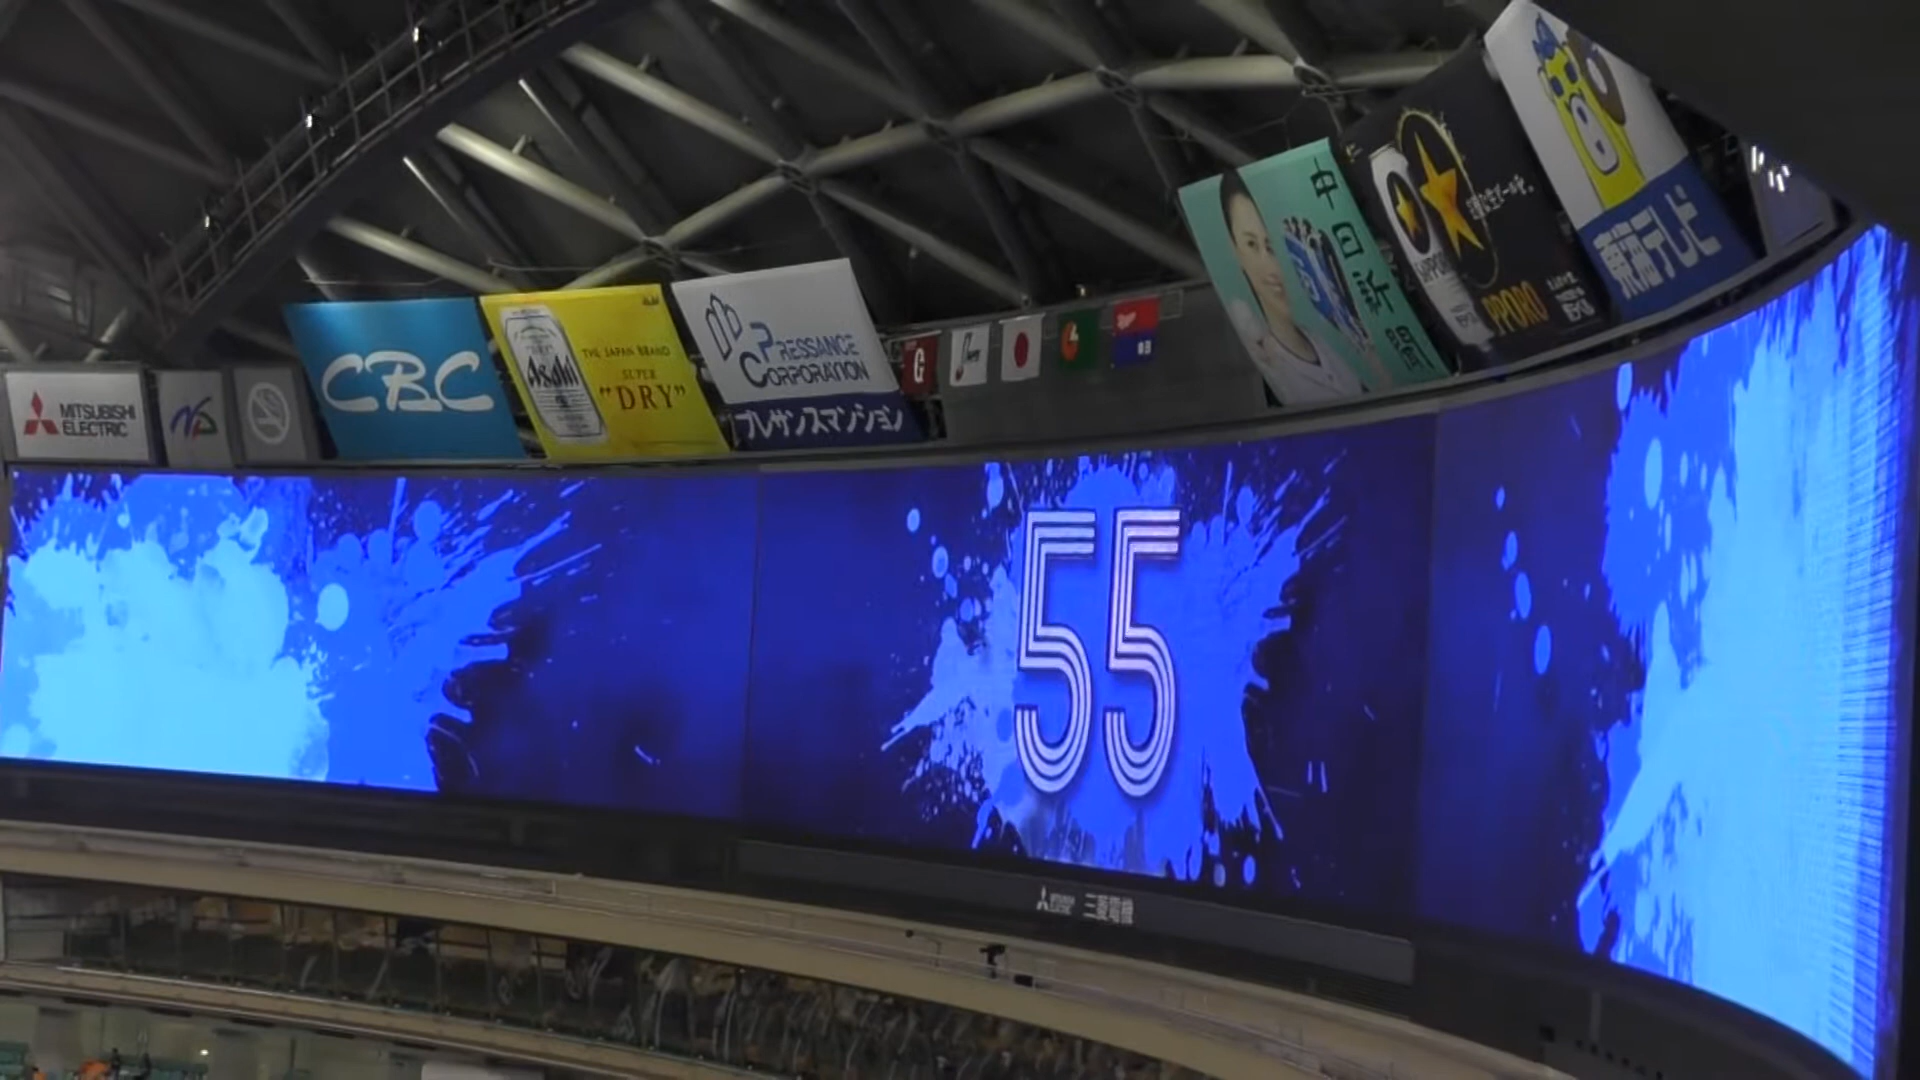 MITSUBISHI
ELECTRIC
CBC
Asahi
THE JAPAN BRAND
SUPER
"DRY"
PRESSANCE
CORPORATION
プレサンスマンション
G
中日新聞
SAPPORO
東海テレビ
55
三菱電機